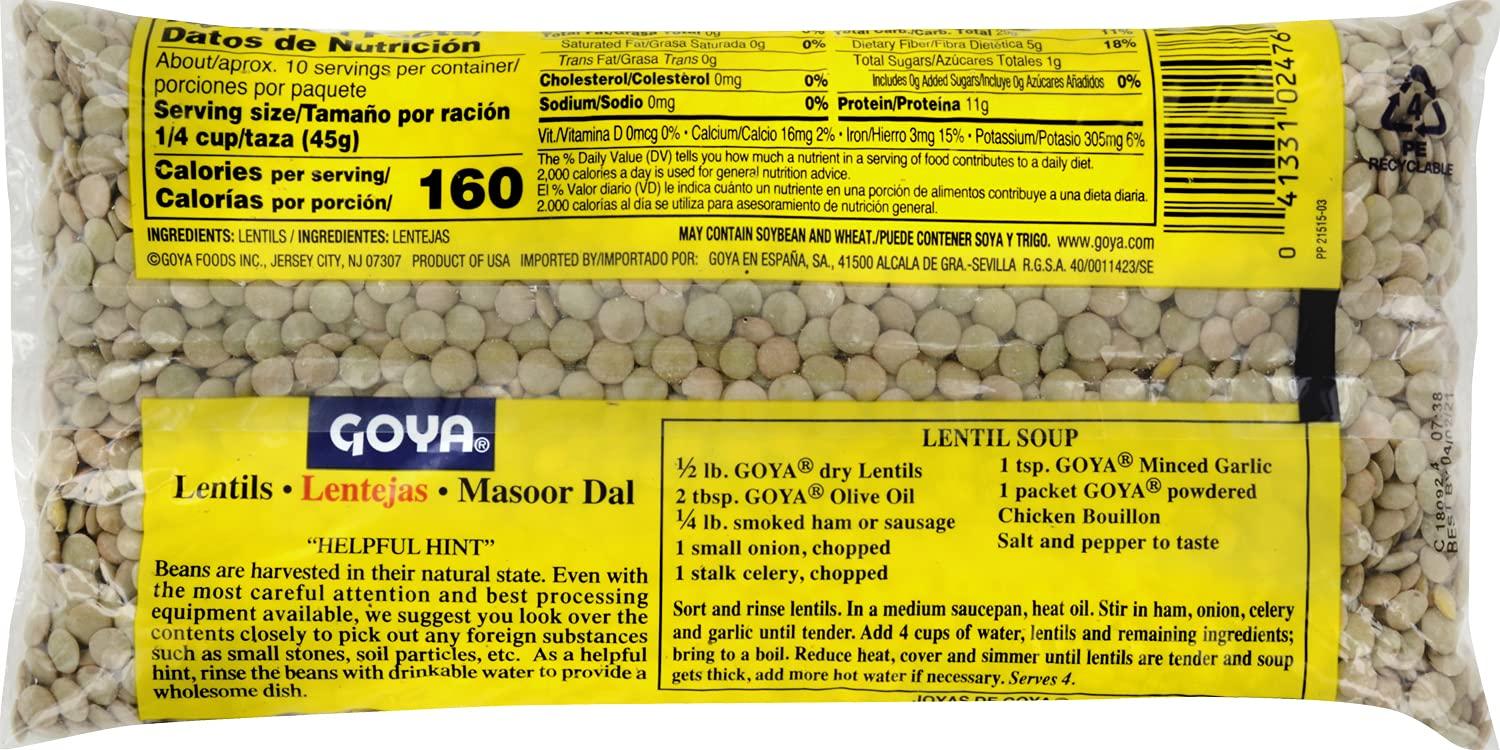 Datos de Nutrición
About/aprox. 10 servings per container/
porciones por paquete
Serving size/Tamaño por ración
1/4 cup/taza (45g)
Calories per serving/
Calorías por porción/
160
Saturated Fat/Grasa Saturada 0g 0%
Trans Fat/Grasa Trans 0g
Cholesterol/Colestèrol 0mg 0%
Sodium/Sodio 0mg 0%
Total Carb./Carb. Total 11%
Dietary Fiber/Fibra Dietética 5g 18%
Total Sugars/Azúcares Totales 1g
Includes 0g Added Sugars/Incluye 0g Azúcares Añadidos 0%
Protein/Proteína 11g
Vit./Vitamina D 0mcg 0% • Calcium/Calcio 16mg 2% • Iron/Hierro 3mg 15% • Potassium/Potasio 305mg 6%
The % Daily Value (DV) tells you how much a nutrient in a serving of food contributes to a daily diet.
2,000 calories a day is used for general nutrition advice.
El % Valor diario (VD) le indica cuánto un nutriente en una porción de alimentos contribuye a una dieta diaria.
2.000 calorías al día se utiliza para asesoramiento de nutrición general.
INGREDIENTS: LENTILS / INGREDIENTES: LENTEJAS
MAY CONTAIN SOYBEAN AND WHEAT./PUEDE CONTENER SOYA Y TRIGO. www.goya.com
©GOYA FOODS INC., JERSEY CITY, NJ 07307 PRODUCT OF USA IMPORTED BY/IMPORTADO POR: GOYA EN ESPAÑA, SA., 41500 ALCALA DE GRA.-SEVILLA R.G.S.A. 40/0011423/SE
0 41331 02476
PP 21515-03
4
PE
RECYCLABLE
GOYA®
Lentils • Lentejas • Masoor Dal
“HELPFUL HINT”
Beans are harvested in their natural state. Even with
the most careful attention and best processing
equipment available, we suggest you look over the
contents closely to pick out any foreign substances
such as small stones, soil particles, etc. As a helpful
hint, rinse the beans with drinkable water to provide a
wholesome dish.
LENTIL SOUP
½ lb. GOYA® dry Lentils
2 tbsp. GOYA® Olive Oil
¼ lb. smoked ham or sausage
1 small onion, chopped
1 stalk celery, chopped
1 tsp. GOYA® Minced Garlic
1 packet GOYA® powdered
Chicken Bouillon
Salt and pepper to taste
Sort and rinse lentils. In a medium saucepan, heat oil. Stir in ham, onion, celery
and garlic until tender. Add 4 cups of water, lentils and remaining ingredients;
bring to a boil. Reduce heat, cover and simmer until lentils are tender and soup
gets thick, add more hot water if necessary. Serves 4.
JOYAS DE GOYA®
C 18092 4 07:38
BEST BY 04/02/21